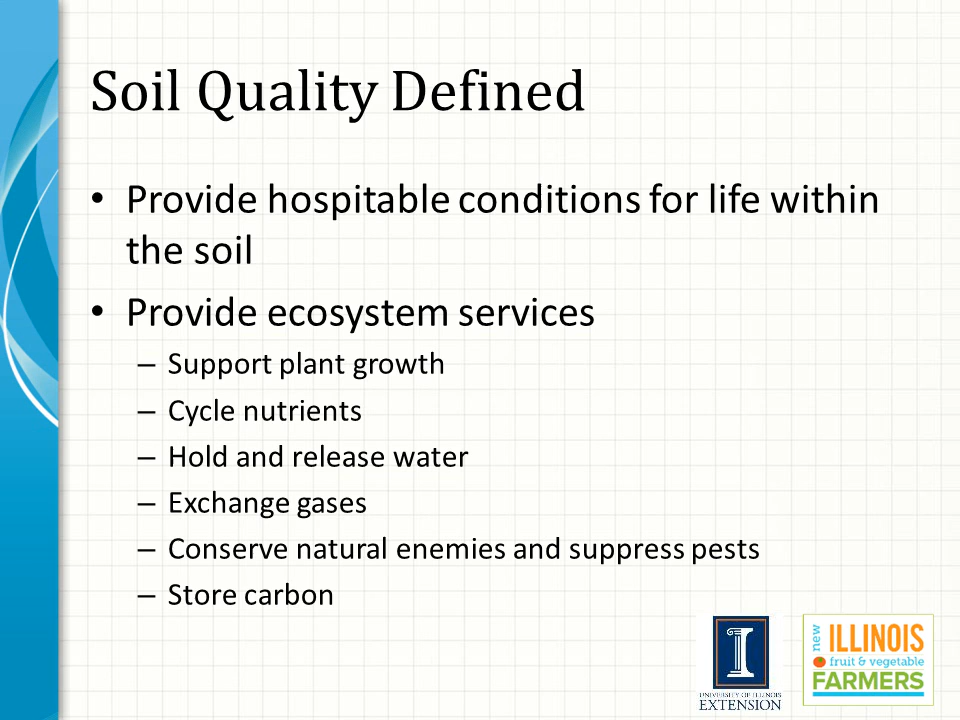 Soil Quality Defined
• Provide hospitable conditions for life within
the soil
• Provide ecosystem services
– Support plant growth
– Cycle nutrients
– Hold and release water
– Exchange gases
– Conserve natural enemies and suppress pests
– Store carbon
I
UNIVERSITY OF ILLINOIS
EXTENSION
new
ILLINOIS
fruit & vegetable
FARMERS